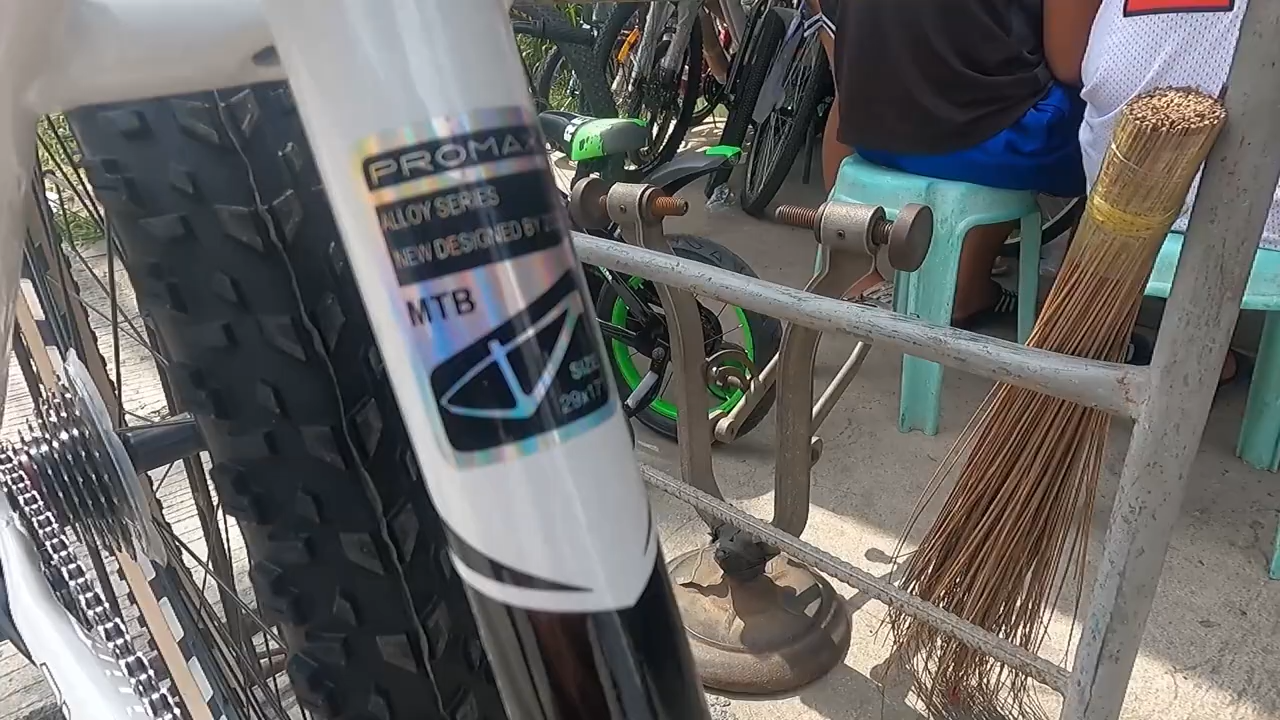 PROMAX
ALLOY SERIES
NEW DESIGNED BY
MTB
SIZE
29x17